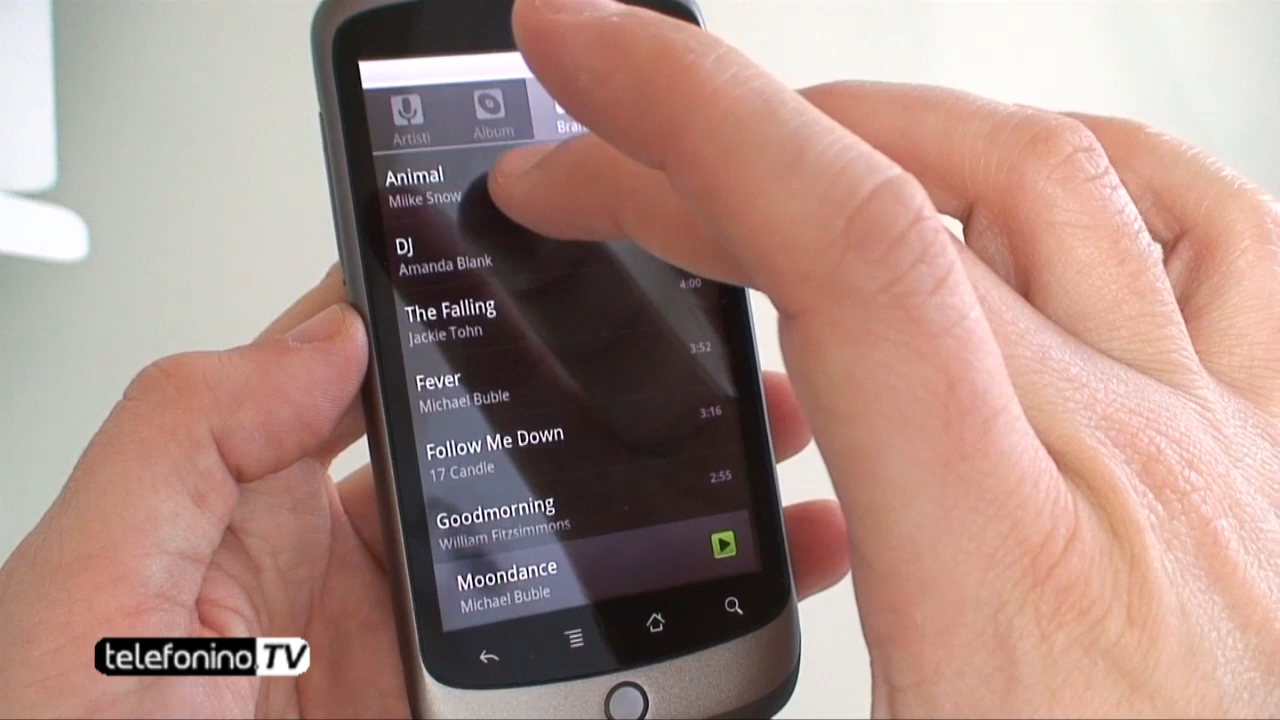 Artisti
Album
Animal
Milke Snow
DJ
Amanda Blank
4:00
The Falling
Jackie Tohn
3:52
Fever
Michael Buble
3:16
Follow Me Down
17 Candle
2:55
Goodmorning
William Fitzsimmons
Moondance
Michael Buble
telefonino.TV